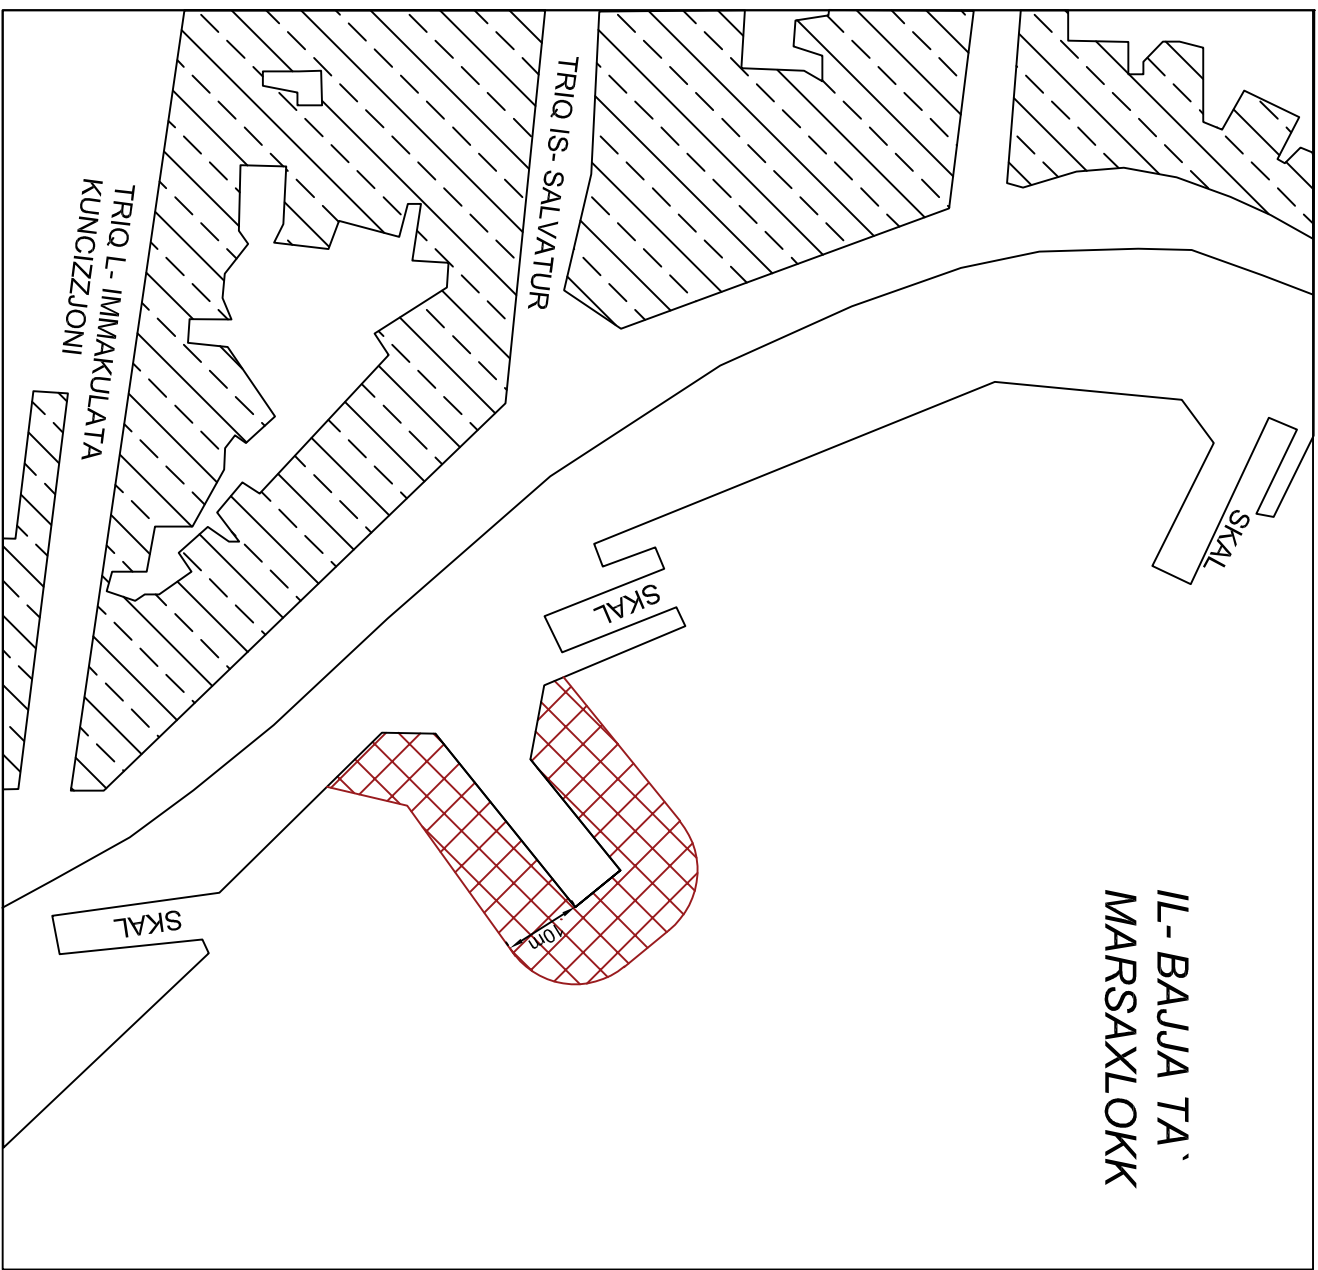 TRIQ IS- SALVATUR
TRIQ L- IMMAKULATA
KUNCIZZJONI
SKAL
SKAL
SKAL
10m
IL- BAJJA TA`
MARSAXLOKK